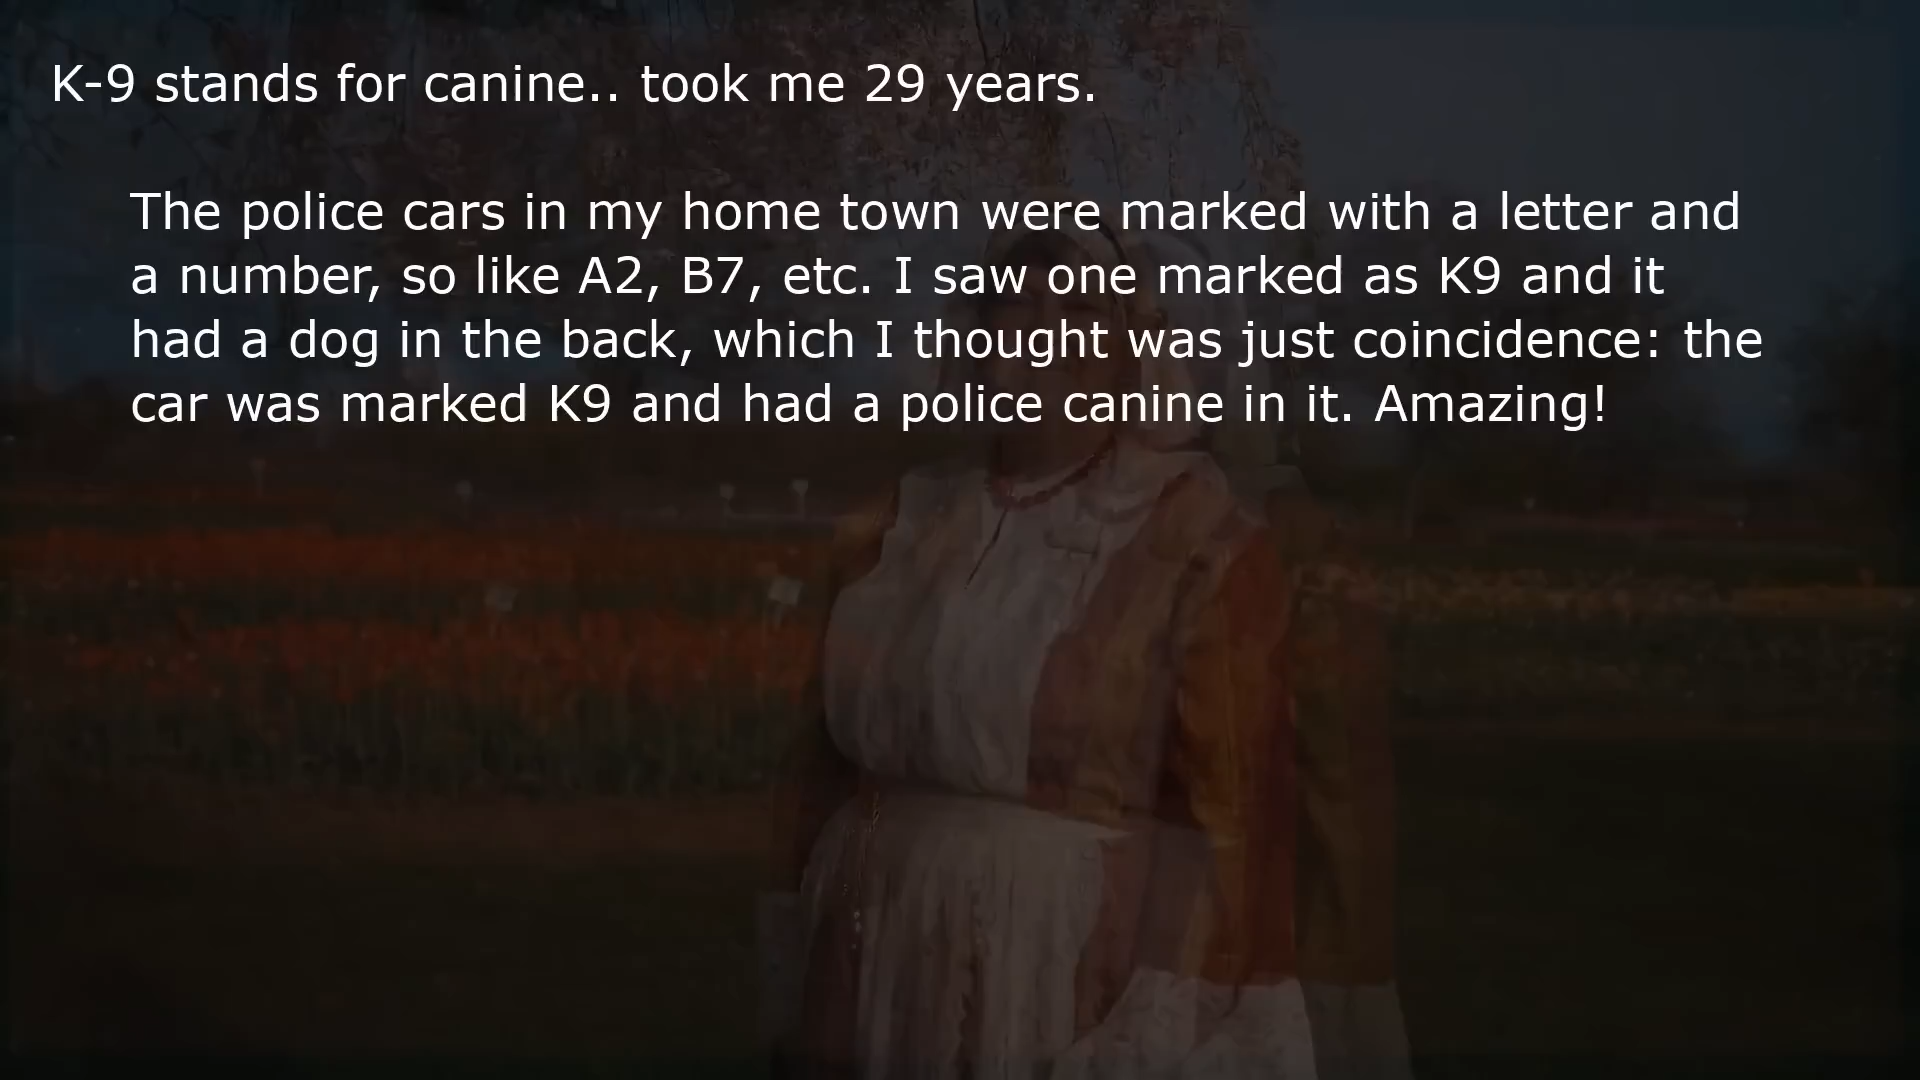 K-9 stands for canine.. took me 29 years.
The police cars in my home town were marked with a letter and
a number, so like A2, B7, etc. I saw one marked as K9 and it
had a dog in the back, which I thought was just coincidence: the
car was marked K9 and had a police canine in it. Amazing!